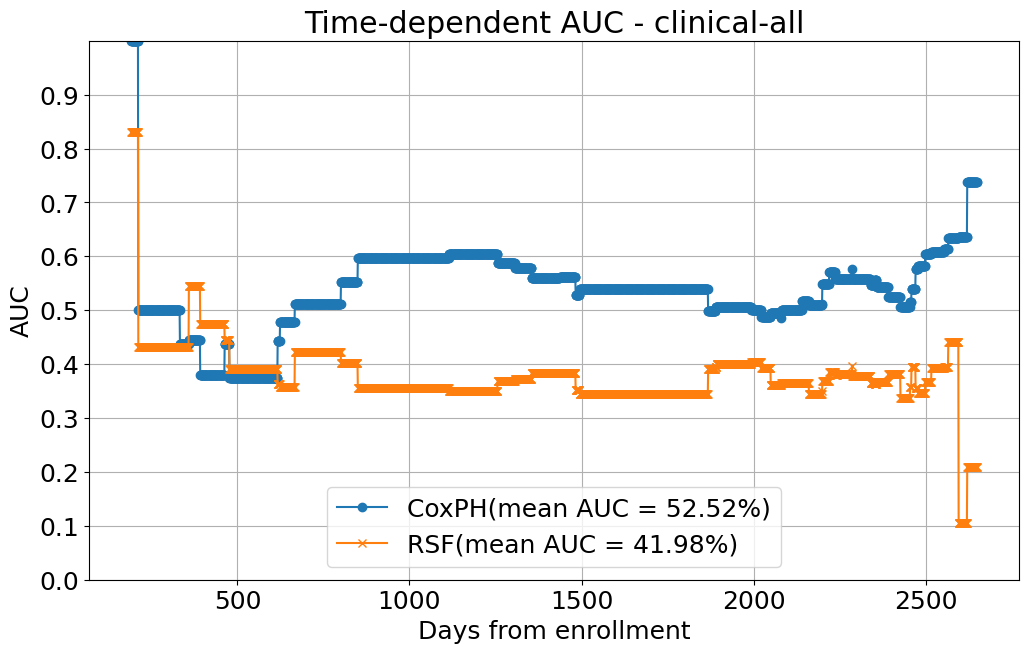 Time-dependent AUC - clinical-all
AUC
0.9
0.8
0.7
0.6
0.5
0.4
0.3
0.2
0.1
0.0
CoxPH(mean AUC = 52.52%)
RSF(mean AUC = 41.98%)
500 1000 1500 2000 2500
Days from enrollment